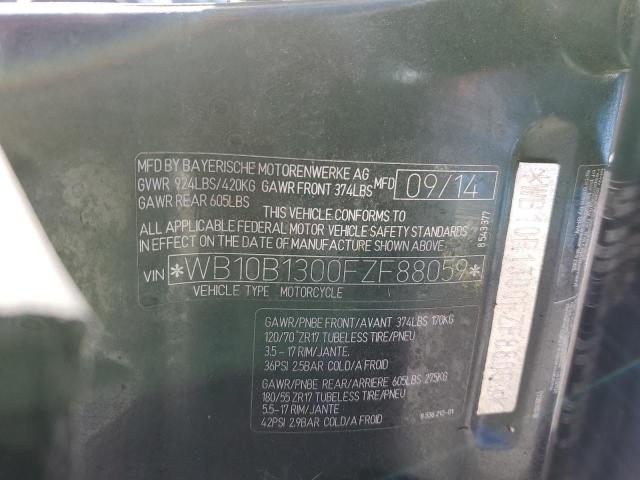 MFD BY BAYERISCHE MOTORENWERKE AG
GVWR 924LBS/420KG GAWR FRONT 374LBS MFD 09/14
GAWR REAR 605LBS
THIS VEHICLE CONFORMS TO
ALL APPLICABLE FEDERAL MOTOR VEHICLE SAFETY STANDARDS
IN EFFECT ON THE DATE OF MANUFACTURE SHOWN ABOVE.
85A3377
VIN *WB10B1300FZF88059*
VEHICLE TYPE MOTORCYCLE
GAWR/PNBE FRONT/AVANT 374LBS 170KG
120/70 ZR17 TUBELESS TIRE/PNEU
3.5 - 17 RIM/JANTE.
36PSI 2.5BAR COLD/A FROID
GAWR/PNBE REAR/ARRIERE 605LBS 275KG
180/55 ZR17 TUBELESS TIRE/PNEU
5.5-17 RIM/JANTE
42PSI 2.9BAR COLD/A FROID